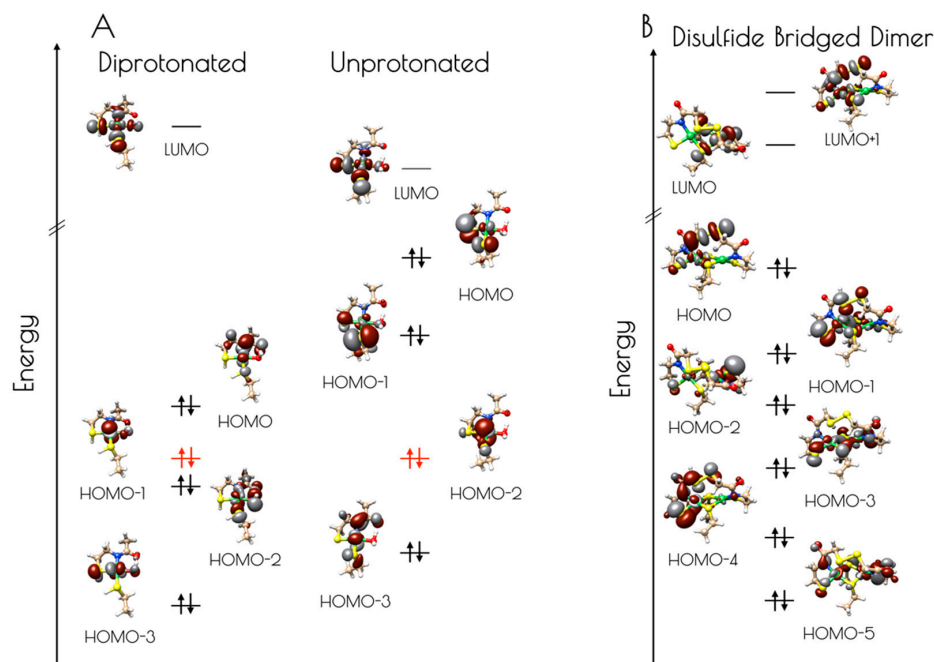 A
Diprotonated
Unprotonated
Energy
LUMO
HOMO
HOMO-1
HOMO-2
HOMO-3
LUMO
HOMO
HOMO-1
HOMO-2
HOMO-3
B
Disulfide Bridged Dimer
Energy
LUMO+1
LUMO
HOMO
HOMO-1
HOMO-2
HOMO-3
HOMO-4
HOMO-5